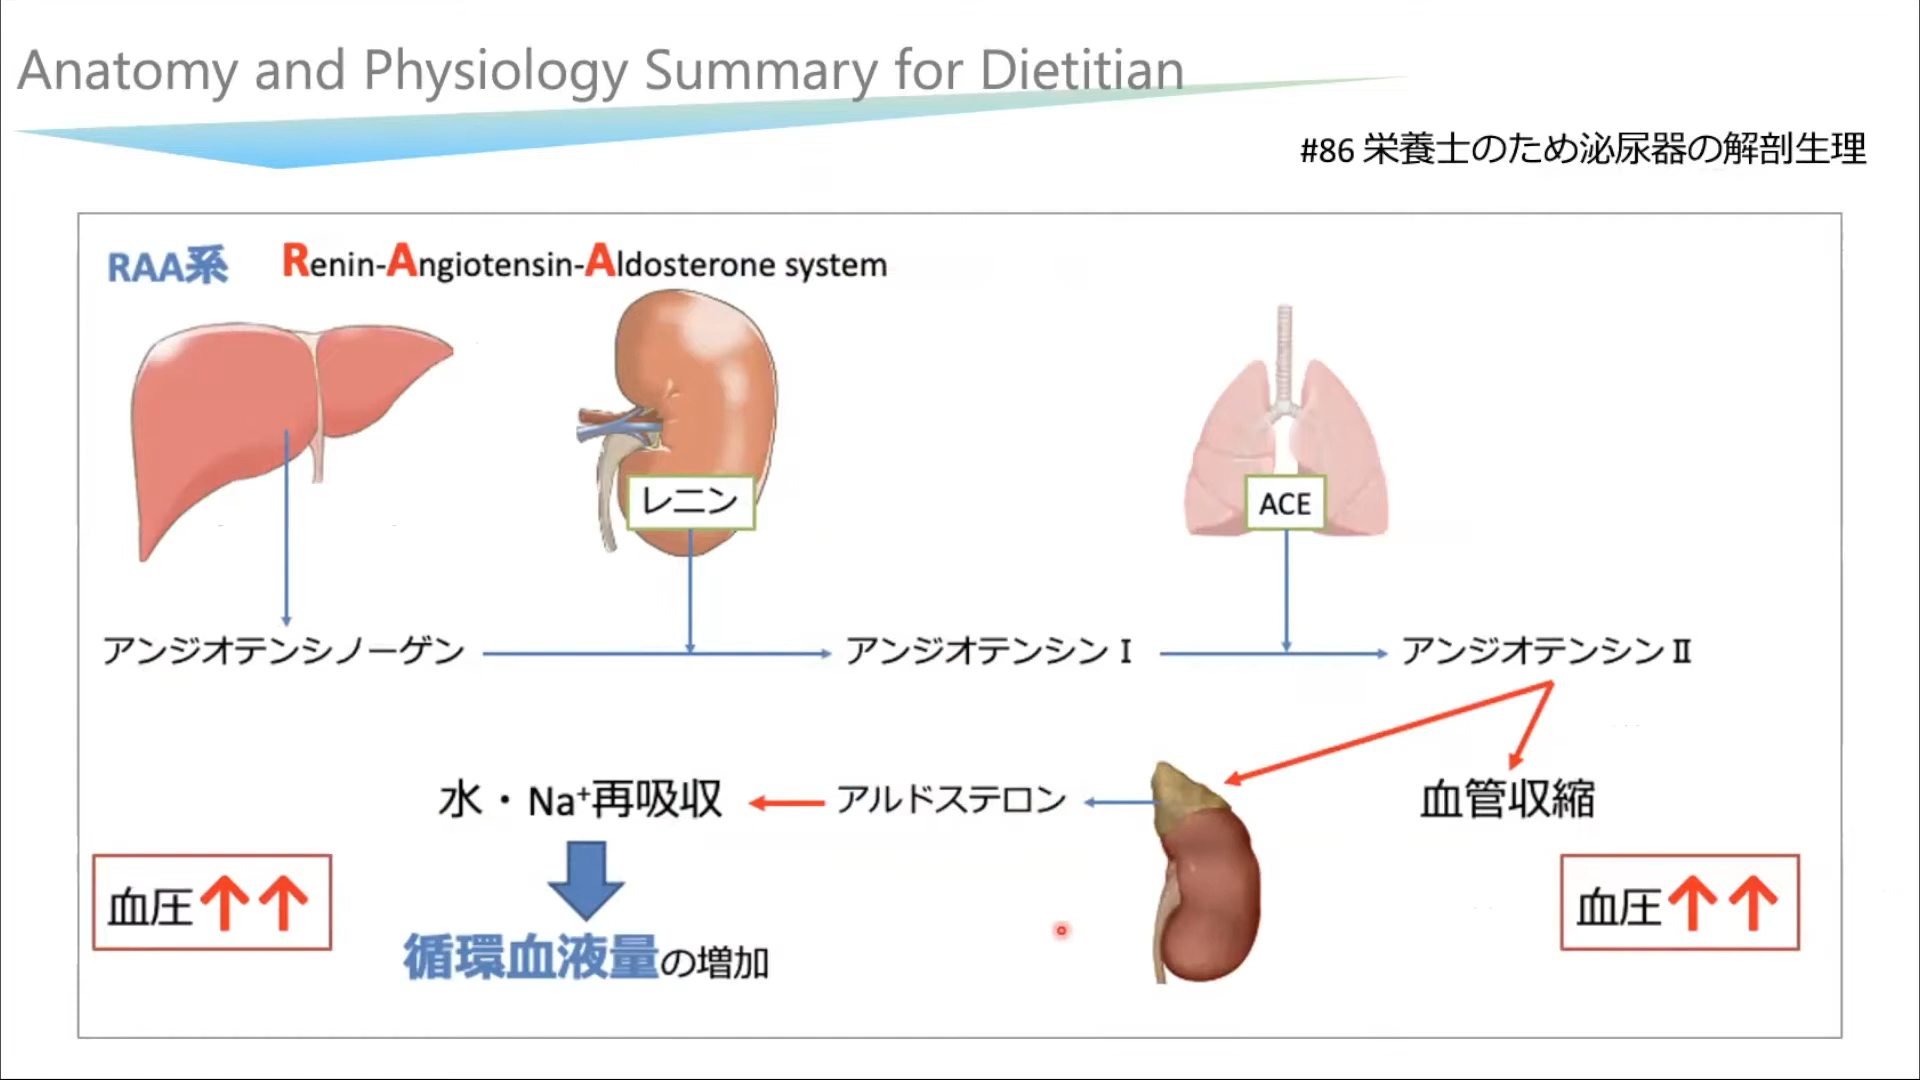 Anatomy and Physiology Summary for Dietitian
#86 栄養士のため泌尿器の解剖生理
RAA系 Renin-Angiotensin-Aldosterone system
レニン
ACE
アンジオテンシノーゲン
アンジオテンシンⅠ
アンジオテンシンⅡ
水・Na⁺再吸収
アルドステロン
血管収縮
血圧↑↑
循環血液量の増加
血圧↑↑